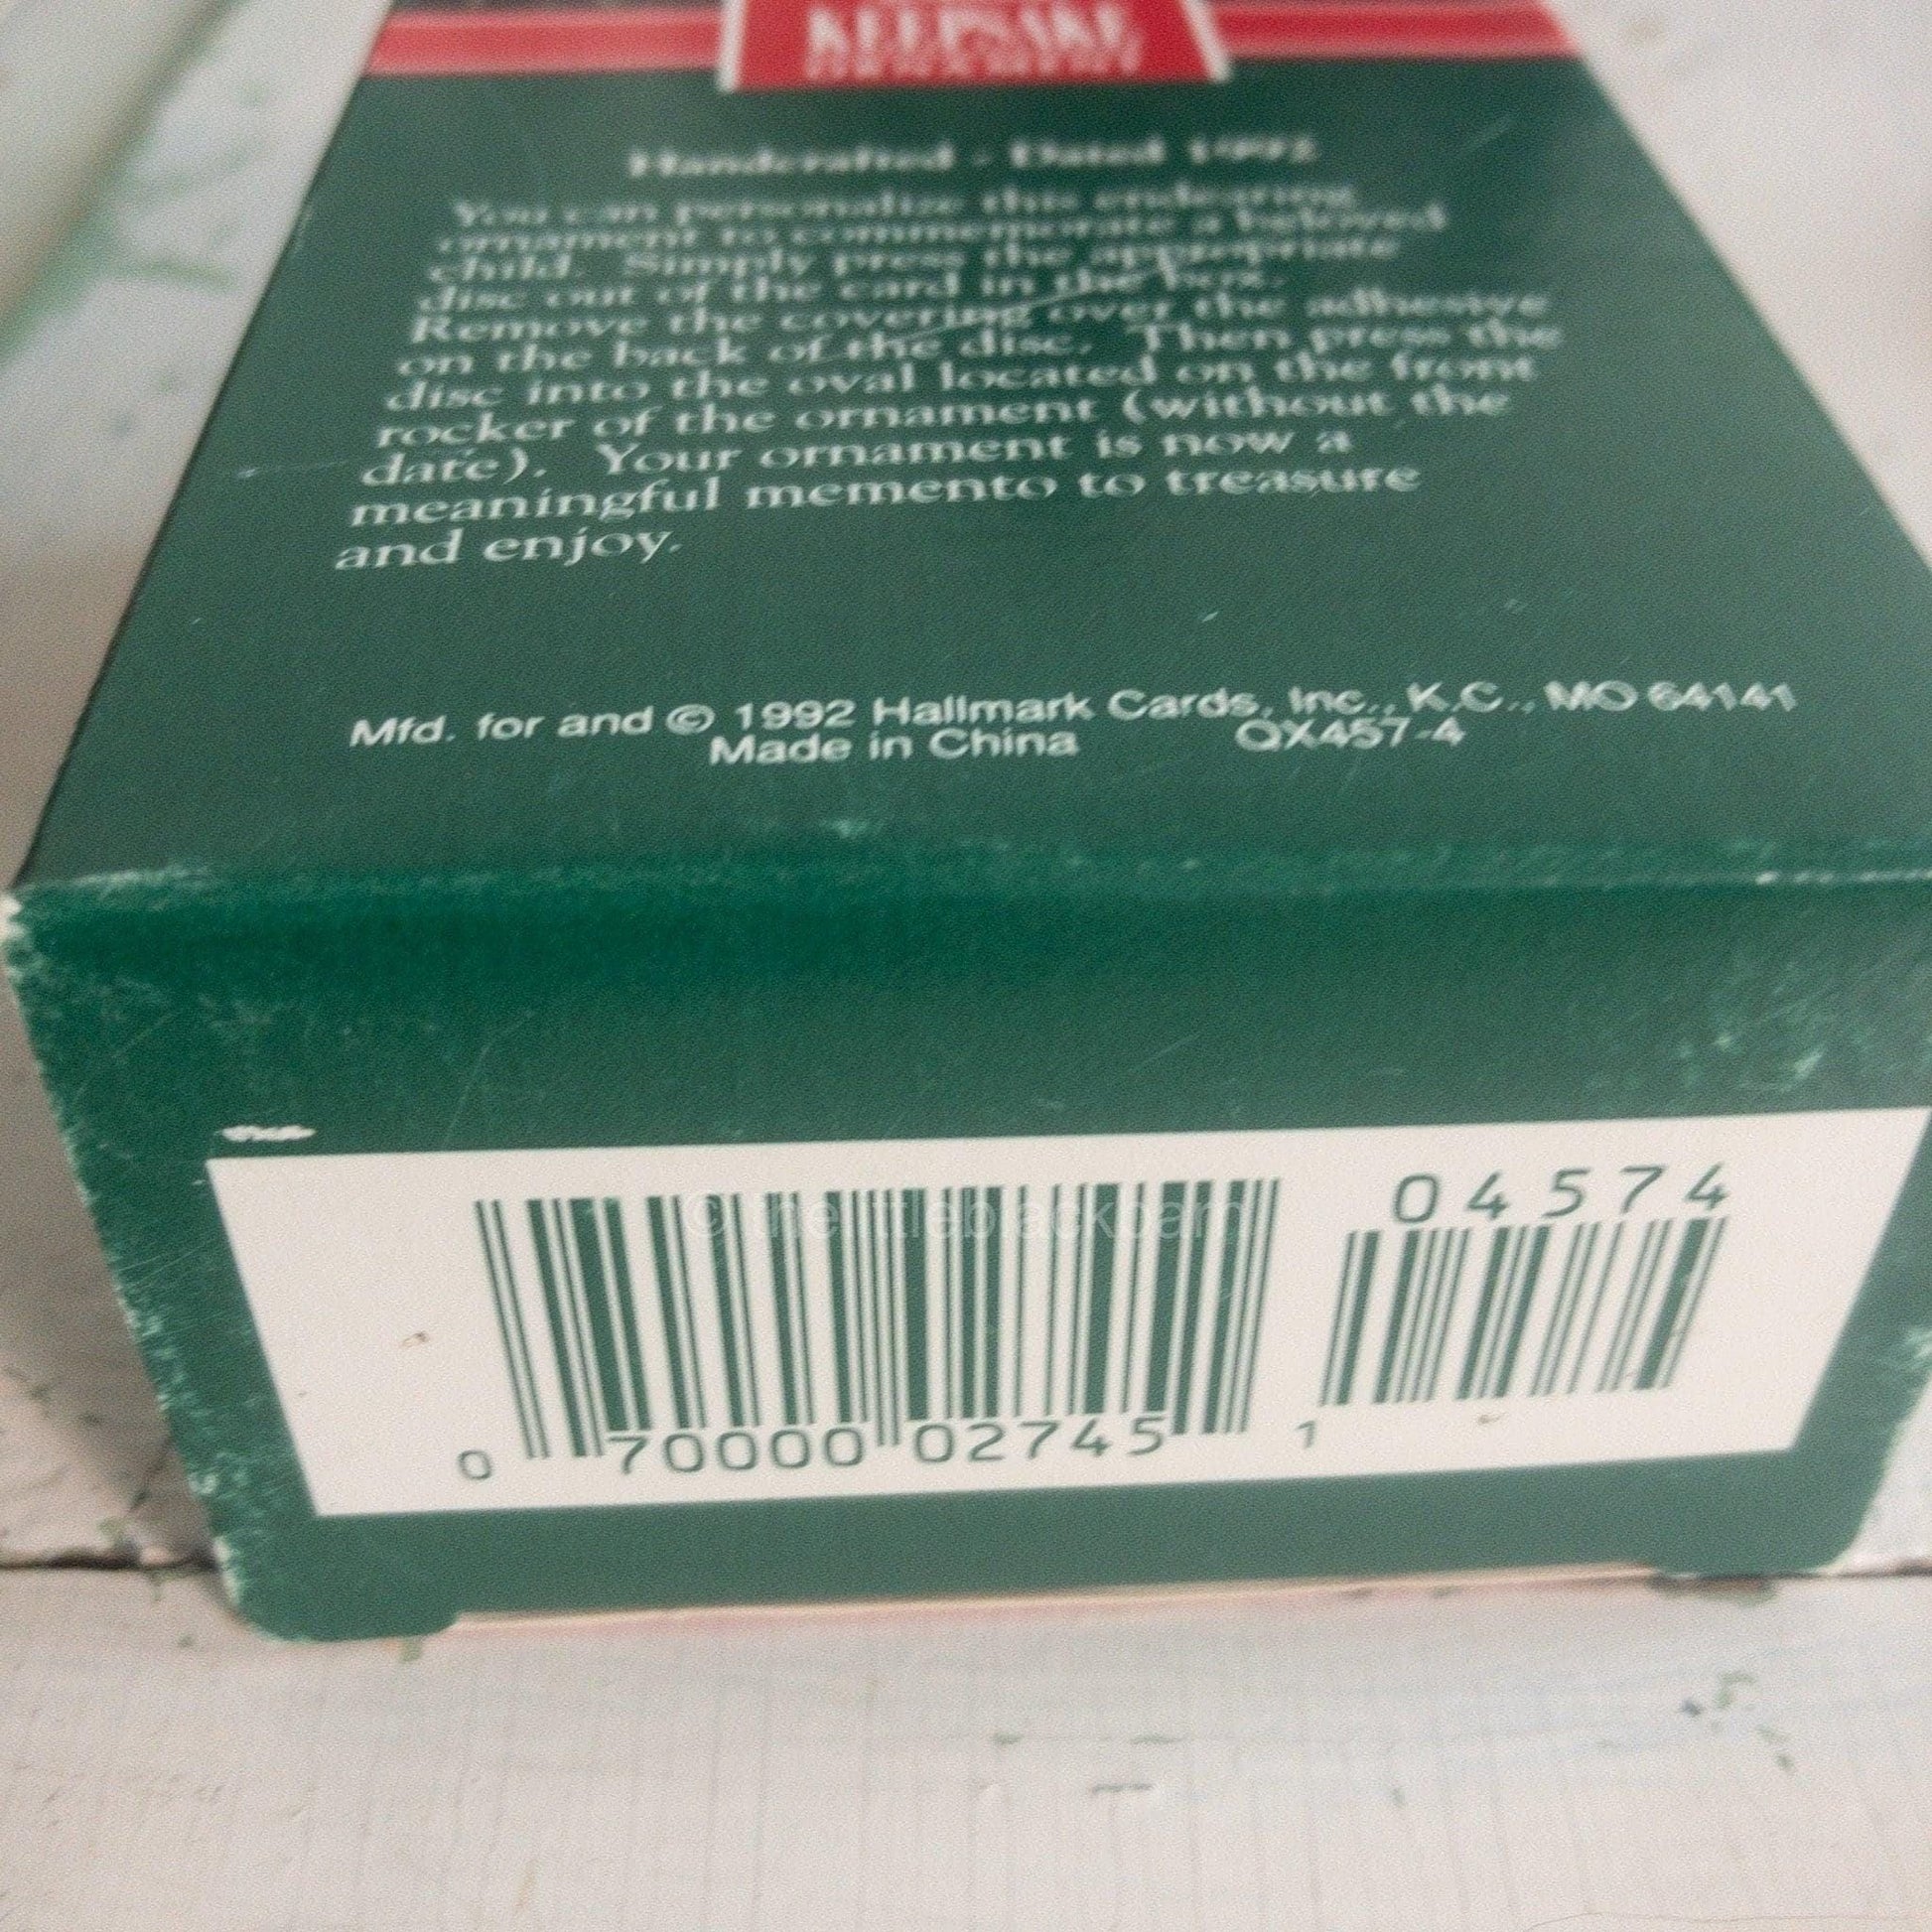 KEEPSAKE
ORNAMENT
Handcrafted - Dated 1992
You can personalize this endearing
ornament to commemorate a beloved
child. Simply press the appropriate
disc out of the card in the box.
Remove the covering over the adhesive
on the back of the disc. Then press the
disc into the oval located on the front
rocker of the ornament (without the
date). Your ornament is now a
meaningful memento to treasure
and enjoy.
Mfd. for and © 1992 Hallmark Cards, Inc., K.C., MO 64141
Made in China QX457-4
© thelittleblackbarn
04574
0 70000 02745 1